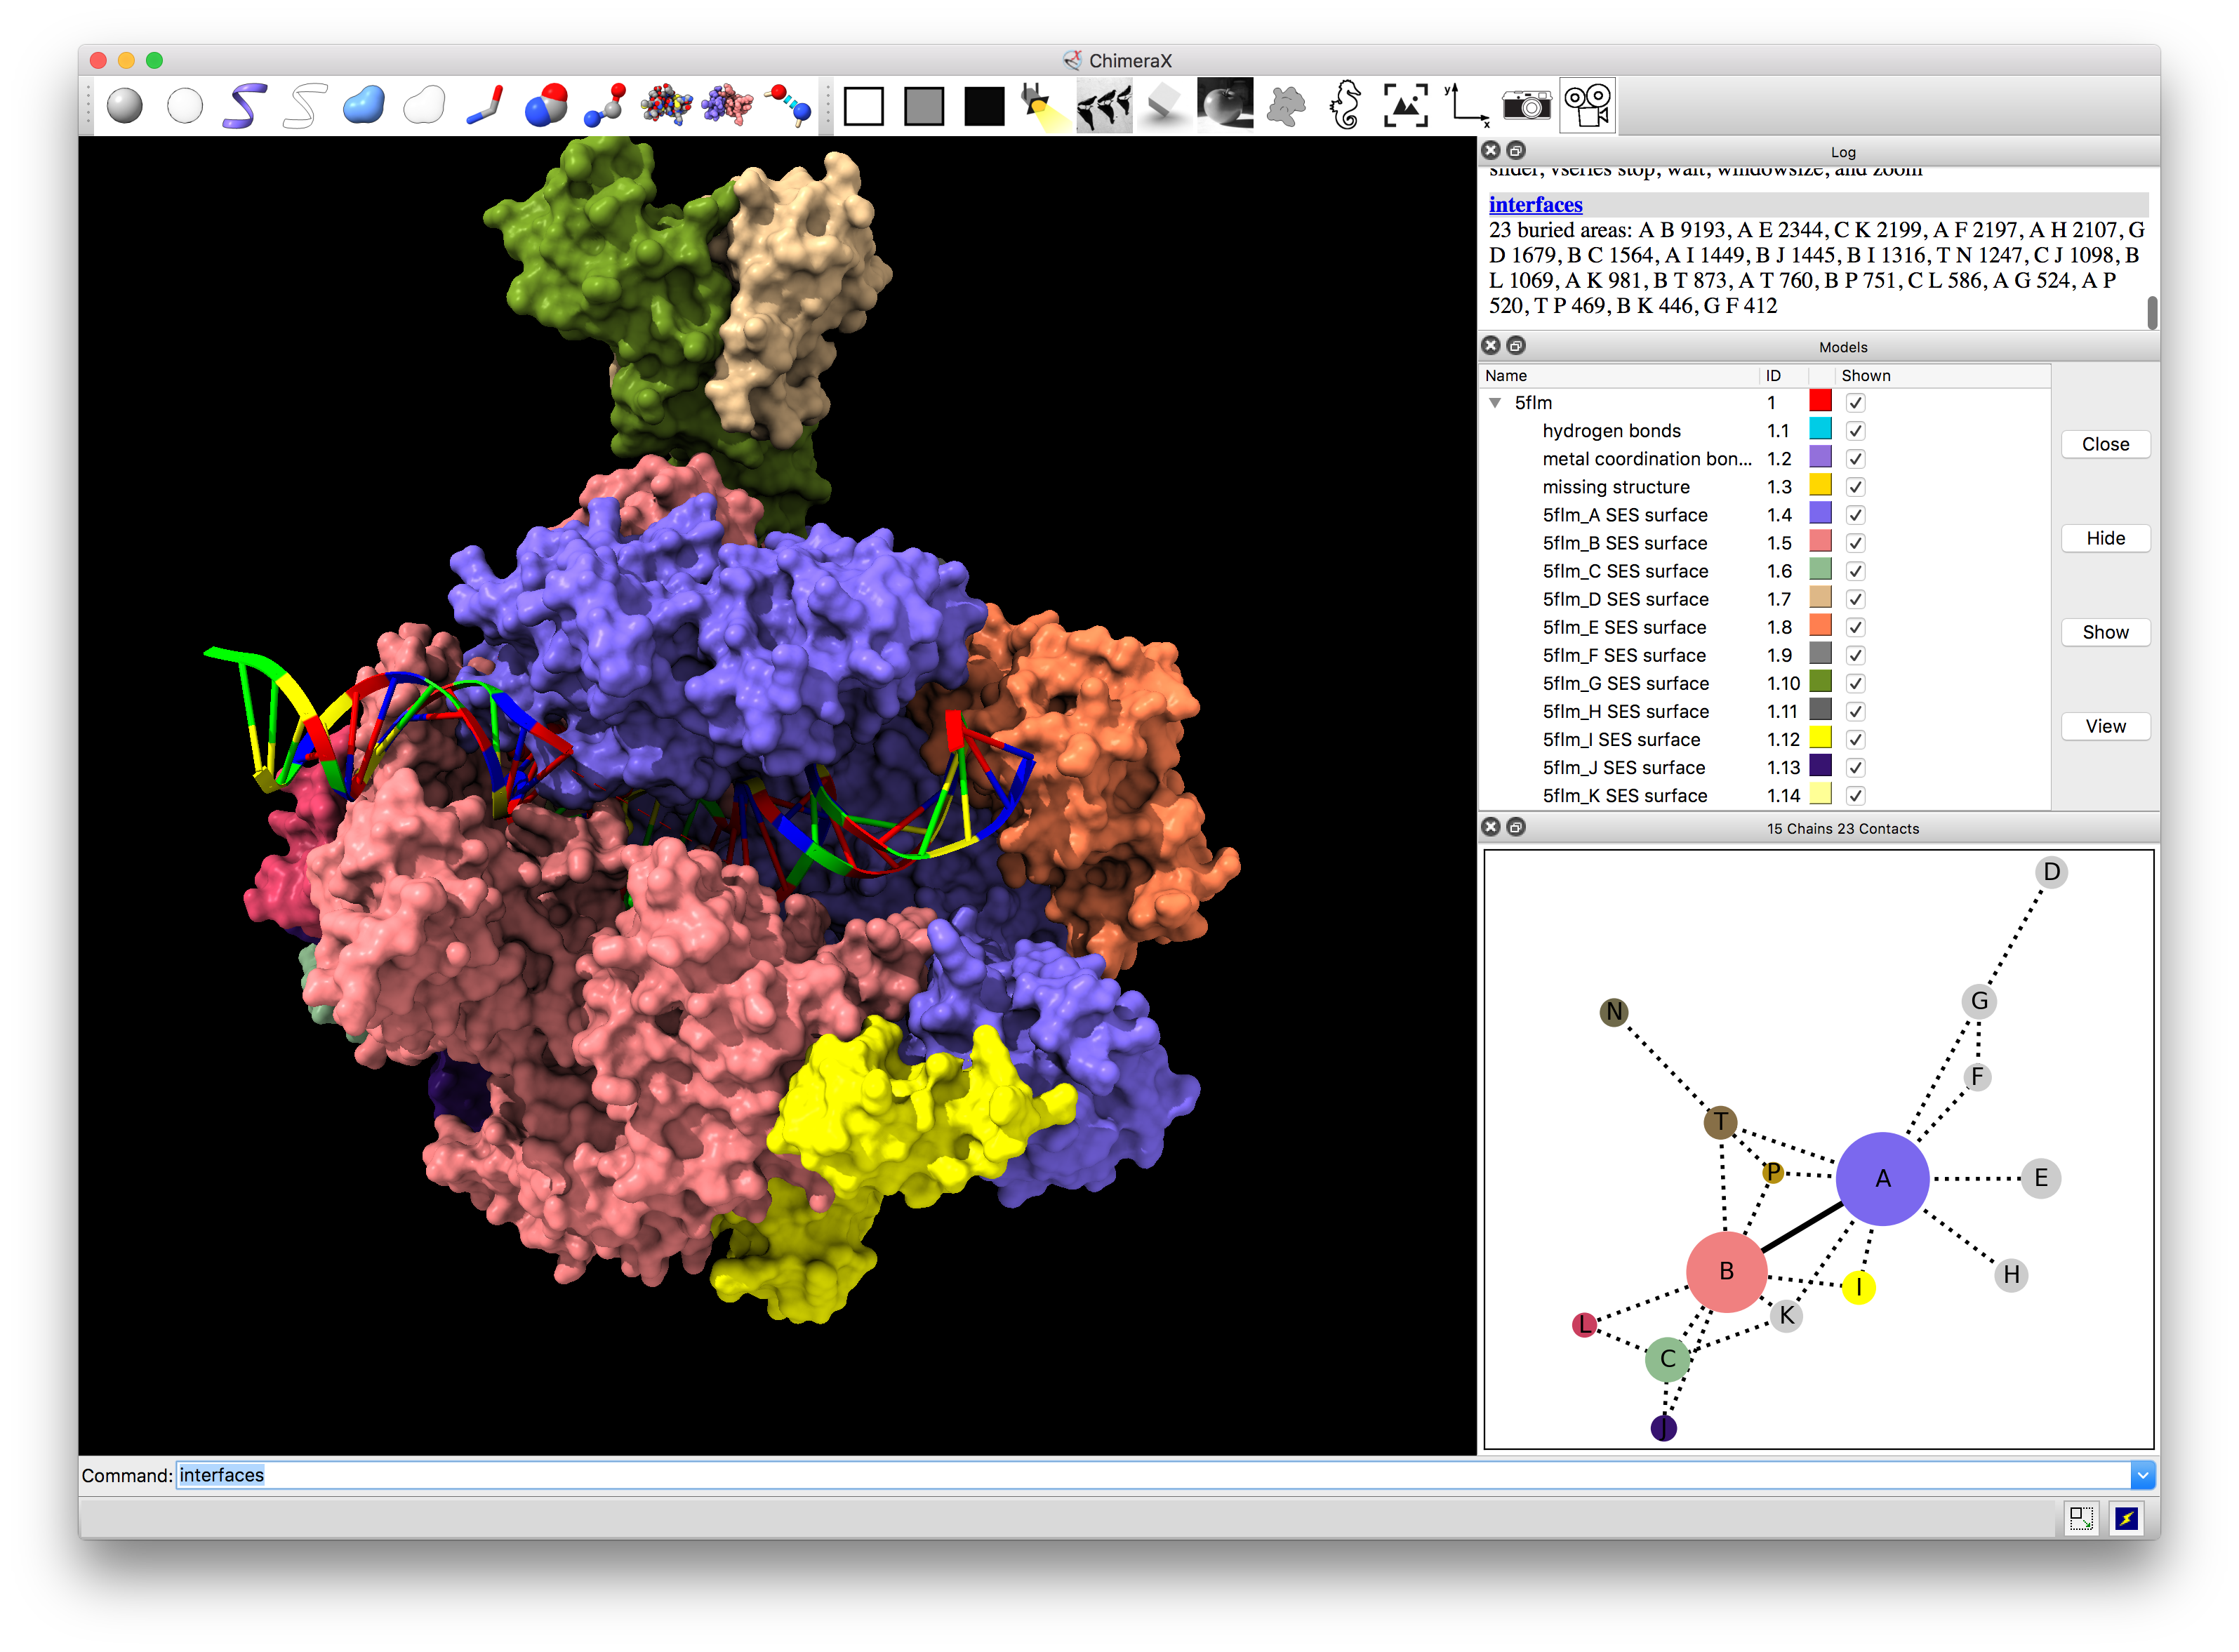 ChimeraX
y
x
Log
slider, vseries stop, wait, windowsize, and zoom
interfaces
23 buried areas: A B 9193, A E 2344, C K 2199, A F 2197, A H 2107, G
D 1679, B C 1564, A I 1449, B J 1445, B I 1316, T N 1247, C J 1098, B
L 1069, A K 981, B T 873, A T 760, B P 751, C L 586, A G 524, A P
520, T P 469, B K 446, G F 412
Models
Name ID Shown
5flm 1
hydrogen bonds 1.1
metal coordination bon... 1.2
missing structure 1.3
5flm_A SES surface 1.4
5flm_B SES surface 1.5
5flm_C SES surface 1.6
5flm_D SES surface 1.7
5flm_E SES surface 1.8
5flm_F SES surface 1.9
5flm_G SES surface 1.10
5flm_H SES surface 1.11
5flm_I SES surface 1.12
5flm_J SES surface 1.13
5flm_K SES surface 1.14
Close
Hide
Show
View
15 Chains 23 Contacts
D
G
N
F
T
P
A
E
B
H
I
K
L
C
J
Command: interfaces